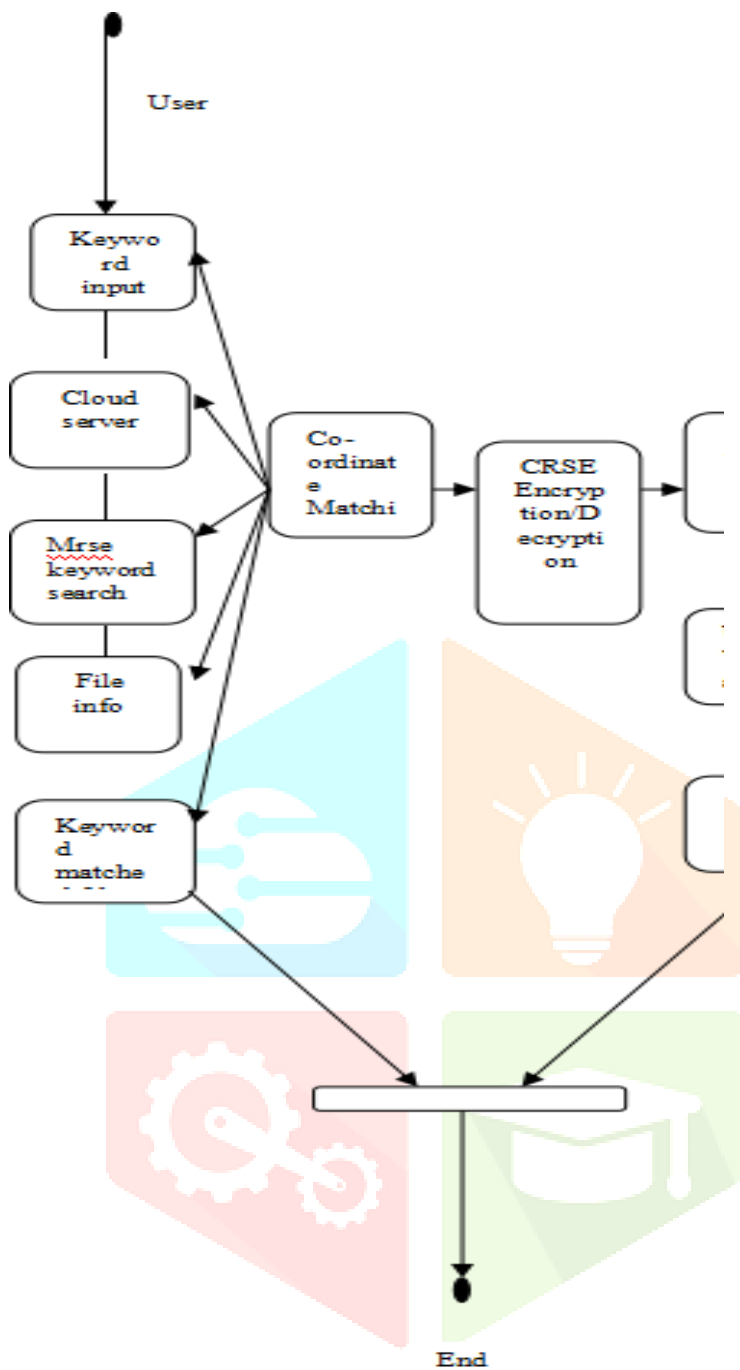 User
Keywo
rd
input
Cloud
server
Mrse
keyword
search
File
info
Keywor
d
matche
Co-
ordinat
e
Matchi
CRSE
Encryp
tion/D
ecrypti
on
End